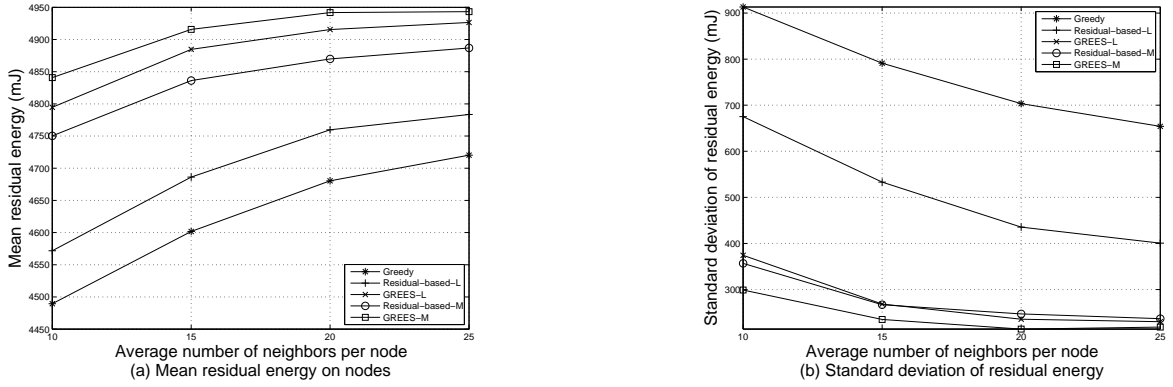 4950
4900
4850
4800
4750
4700
4650
4600
4550
4500
4450
Mean residual energy (mJ)
Greedy
Residual−based−L
GREES−L
Residual−based−M
GREES−M
10
15
20
25
Average number of neighbors per node
(a) Mean residual energy on nodes
900
800
700
600
500
400
300
Standard deviation of residual energy (mJ)
Greedy
Residual−based−L
GREES−L
Residual−based−M
GREES−M
10
15
20
25
Average number of neighbors per node
(b) Standard deviation of residual energy